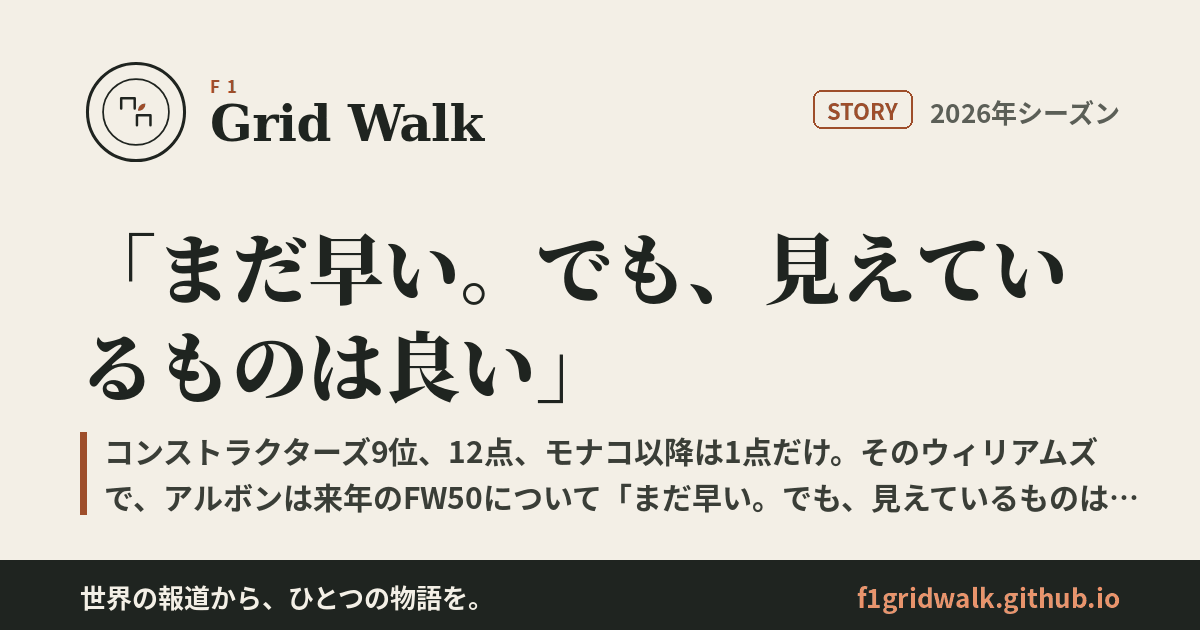 F1
Grid Walk
STORY 2026年シーズン
「まだ早い。でも、見えてい
るものは良い」
コンストラクターズ9位、12点、モナコ以降は1点だけ。そのウィリアムズ
で、アルボンは来年のFW50について「まだ早い。でも、見えているものは…
世界の報道から、ひとつの物語を。
f1gridwalk.github.io